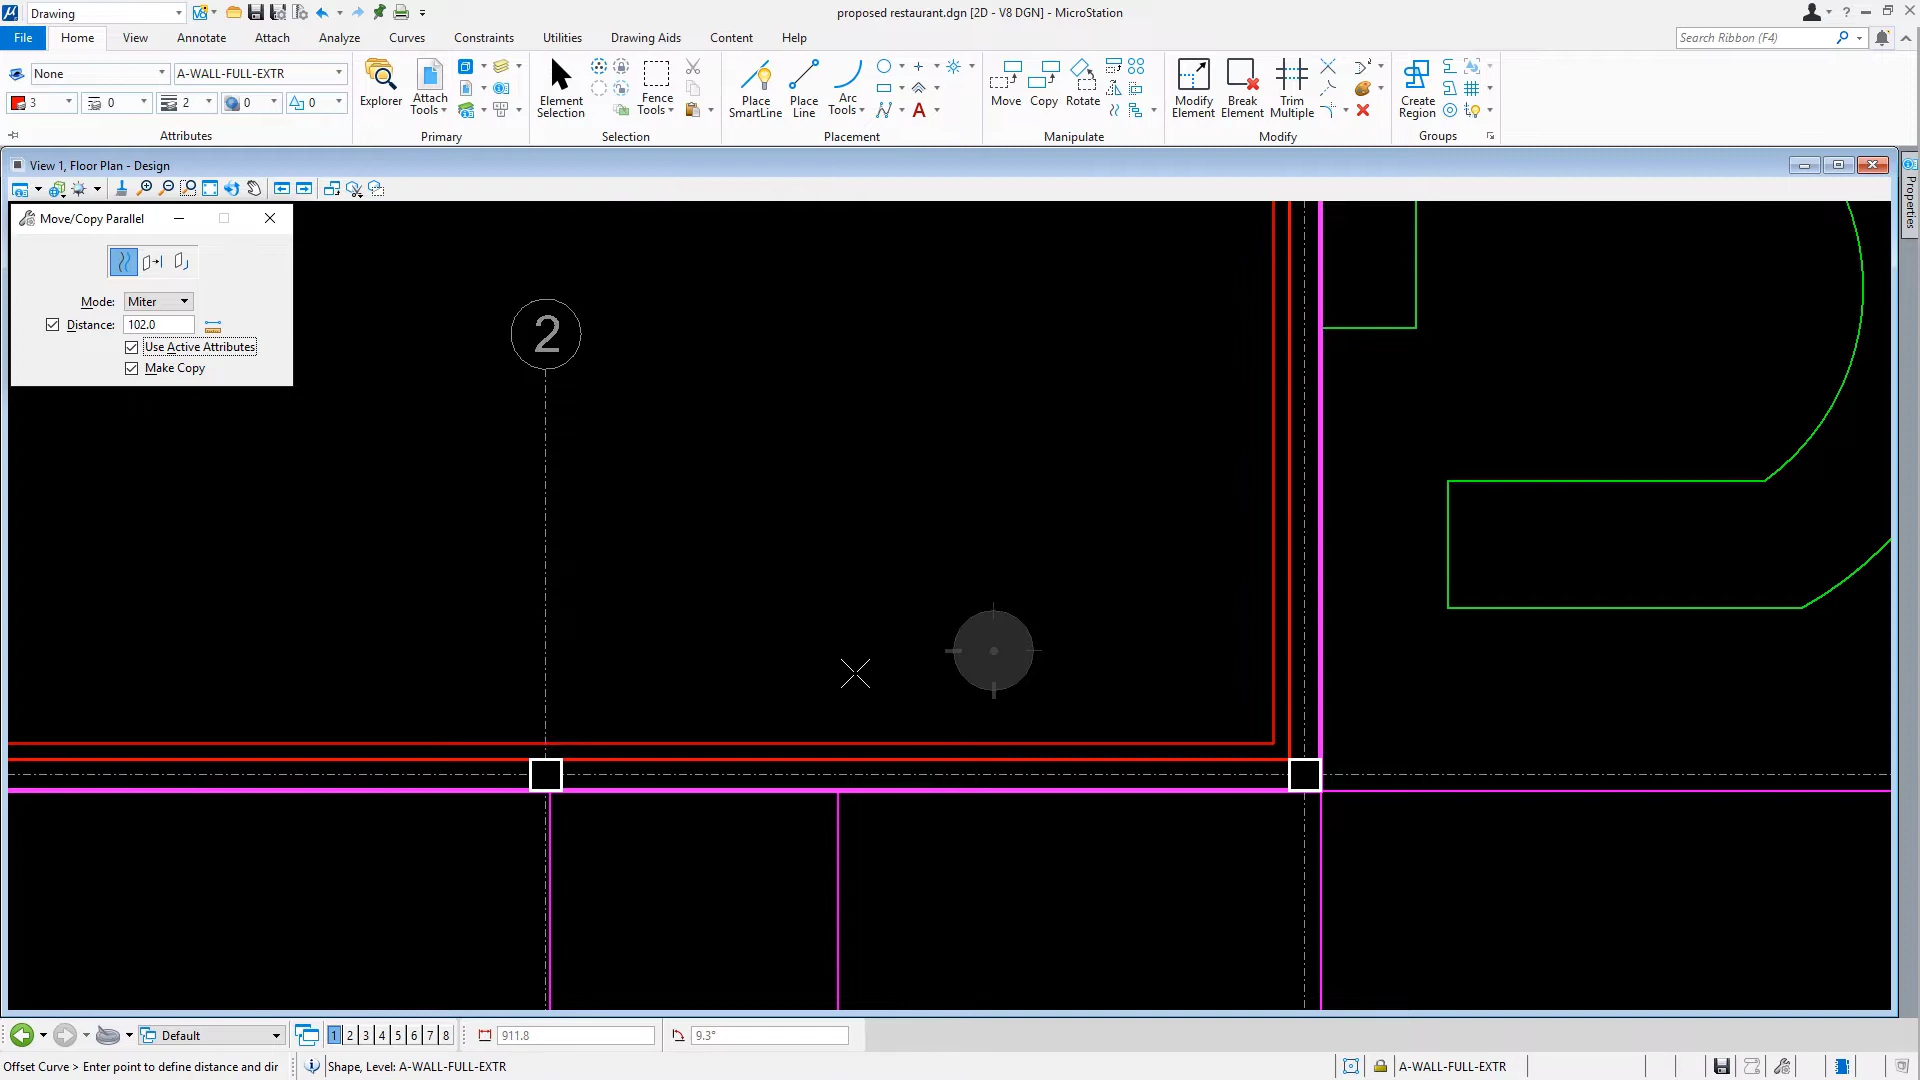 Drawing
proposed restaurant.dgn [2D - V8 DGN] - MicroStation
File Home View Annotate Attach Analyze Curves Constraints Utilities Drawing Aids Content Help
Search Ribbon (F4)
None A-WALL-FULL-EXTR
3 0 2 0 0
Attributes
Explorer
Attach Tools
Primary
Element Selection
Fence Tools
Selection
Place SmartLine
Place Line
Arc Tools
Placement
Move Copy Rotate
Manipulate
Modify Element
Break Element
Trim Multiple
Modify
Create Region
Groups
View 1, Floor Plan - Design
Properties
Move/Copy Parallel
Mode: Miter
Distance: 102.0
Use Active Attributes
Make Copy
2
Default
1 2 3 4 5 6 7 8
911.8
9.3°
Offset Curve > Enter point to define distance and dir
Shape, Level: A-WALL-FULL-EXTR
A-WALL-FULL-EXTR